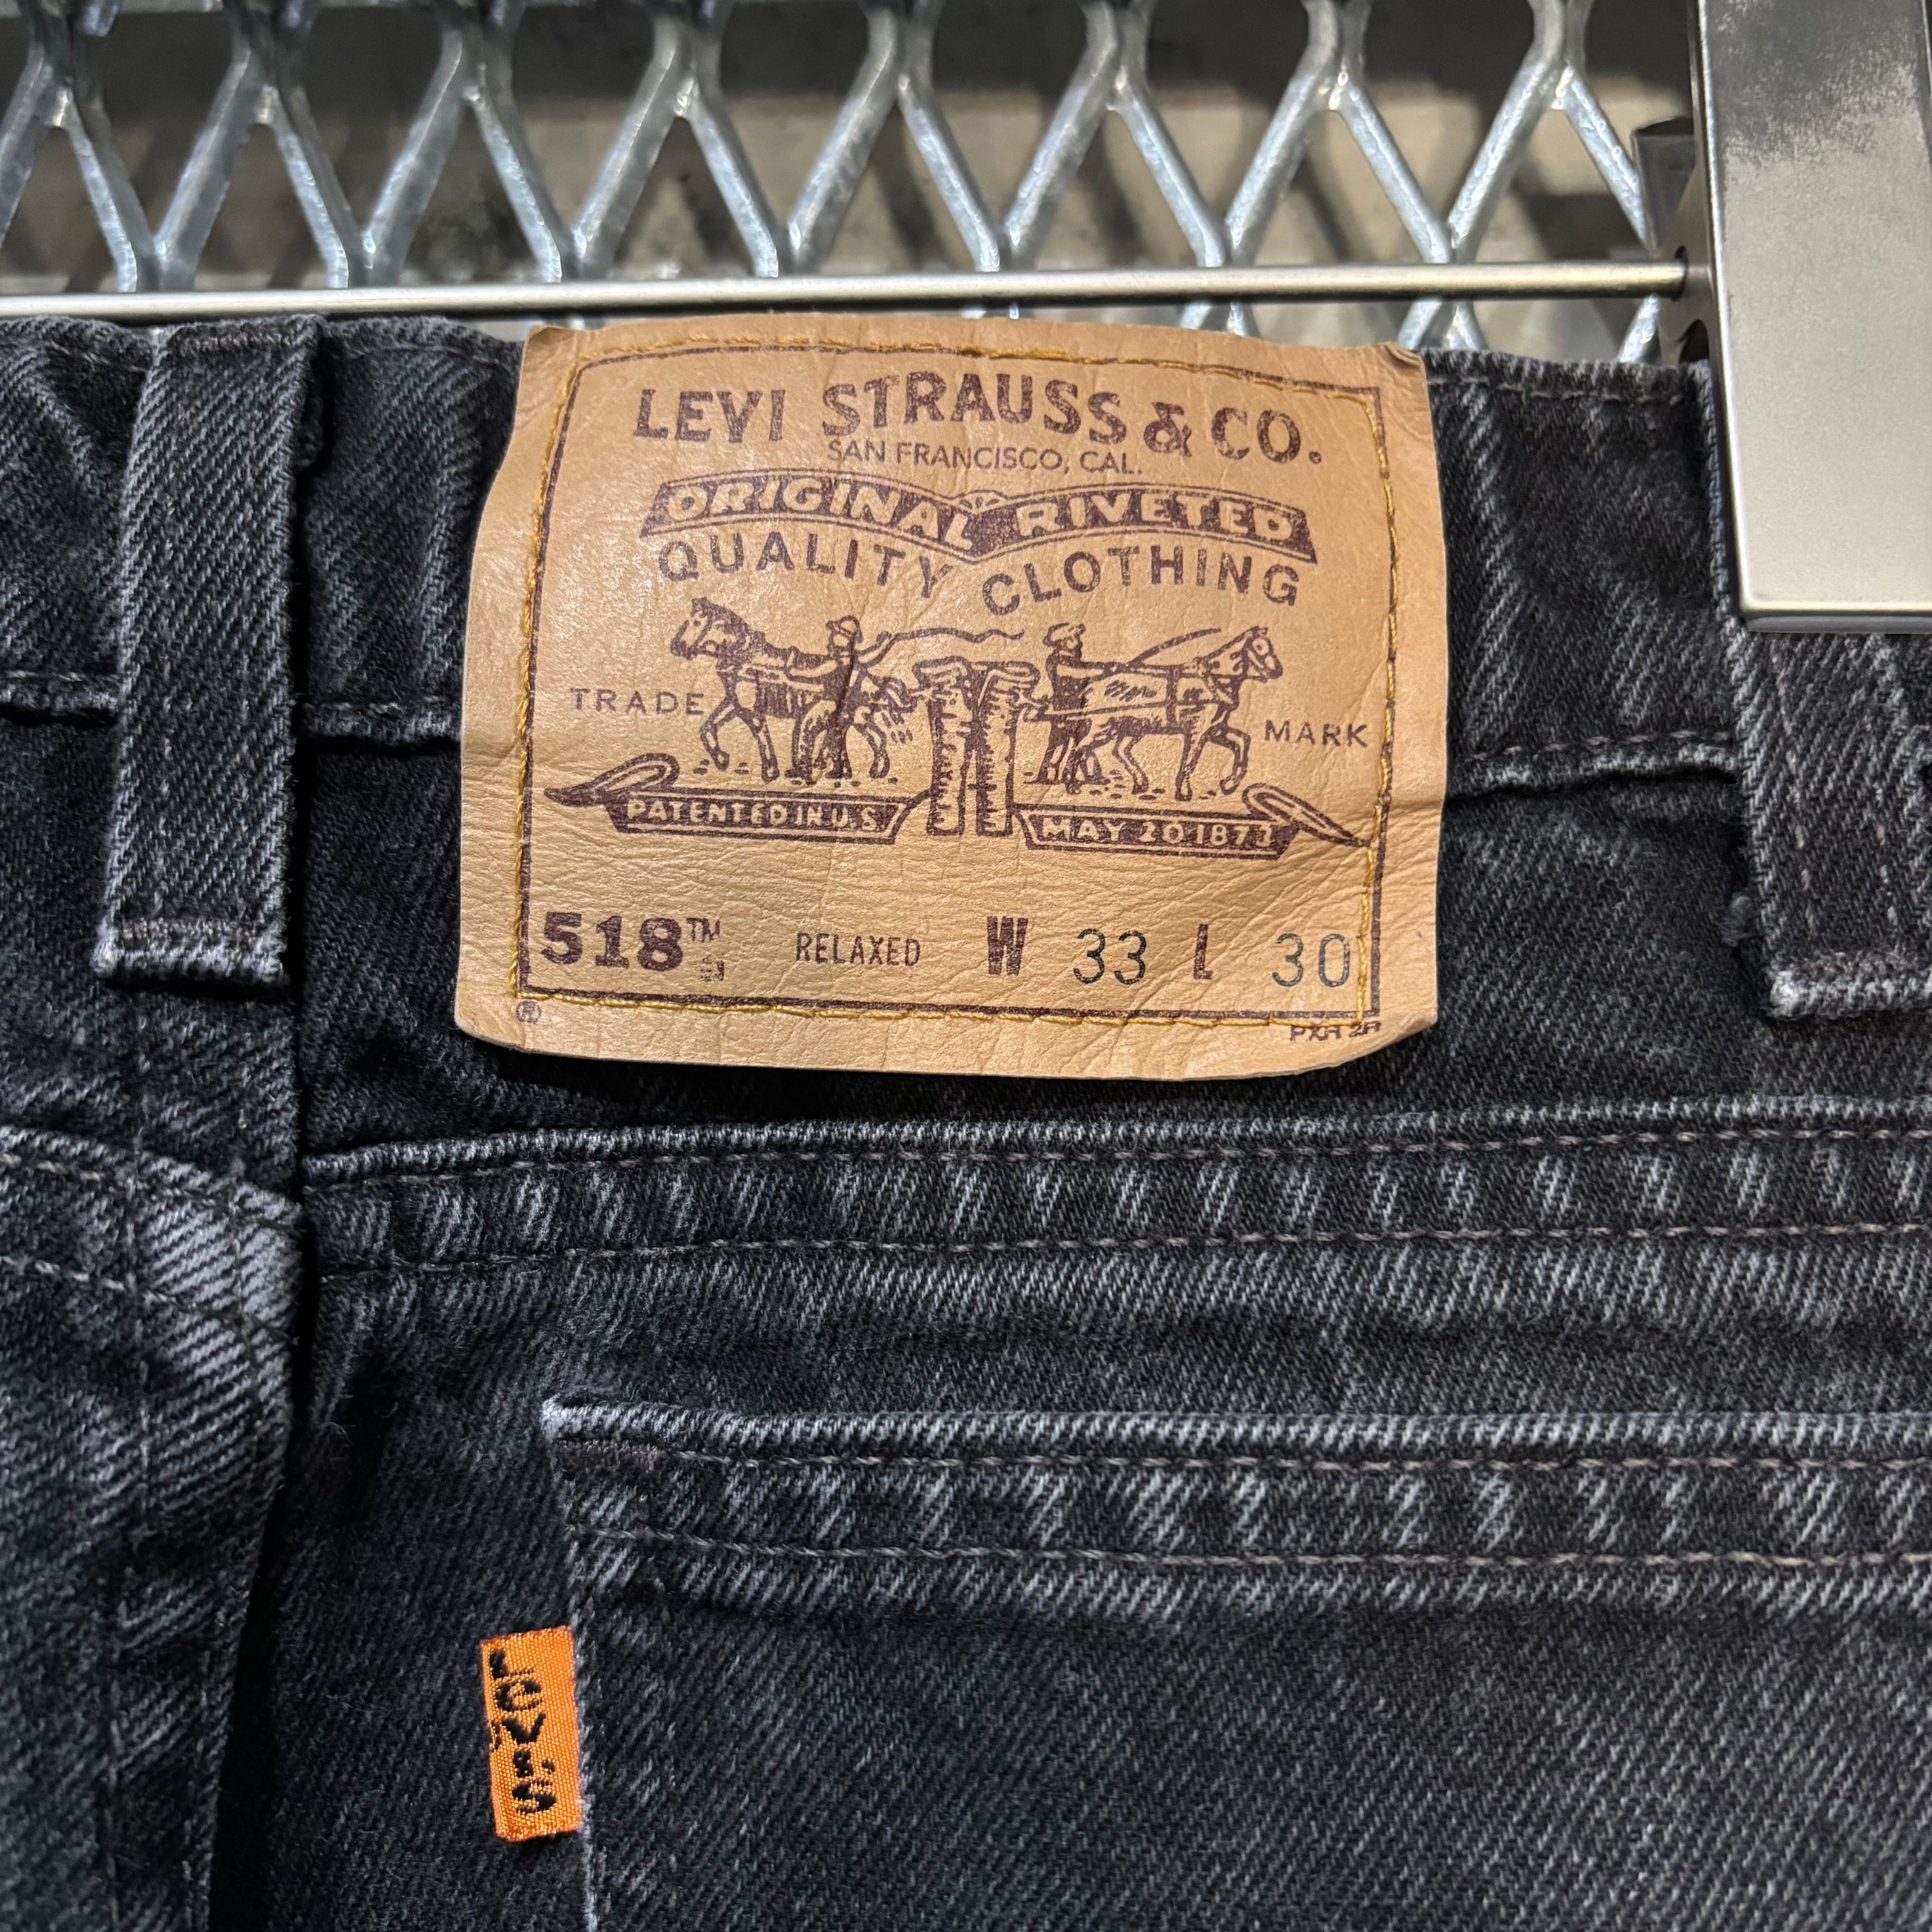 LEVI STRAUSS & CO.
SAN FRANCISCO, CAL.
ORIGINAL RIVETED
QUALITY CLOTHING
TRADE MARK
PATENTED IN U.S. MAY 20 1873
518™ RELAXED W 33 L 30
®
LEVI'S